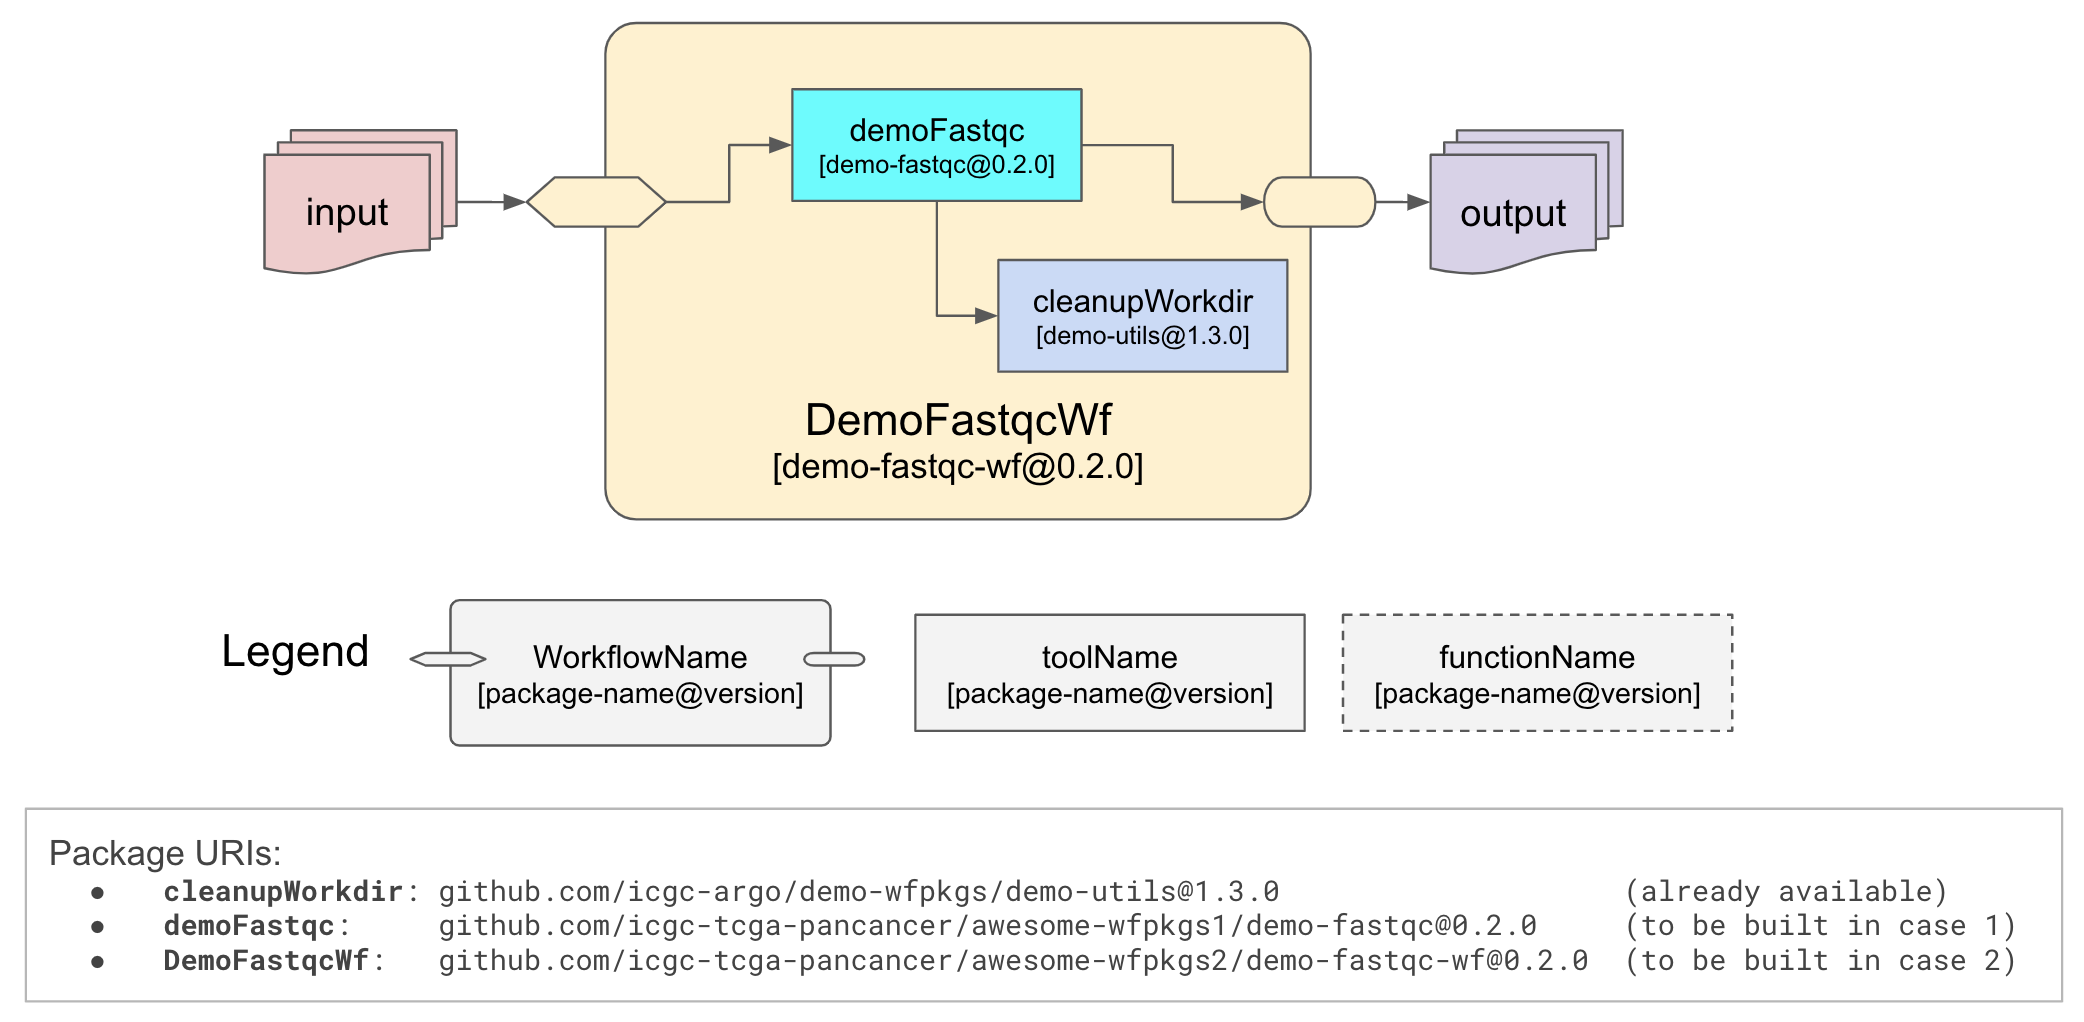 demoFastqc
[demo-fastqc@0.2.0]
input
output
cleanupWorkdir
[demo-utils@1.3.0]
DemoFastqcWf
[demo-fastqc-wf@0.2.0]
Legend
WorkflowName
[package-name@version]
toolName
[package-name@version]
functionName
[package-name@version]
Package URIs:
● cleanupWorkdir: github.com/icgc-argo/demo-wfpkgs/demo-utils@1.3.0 (already available)
● demoFastqc: github.com/icgc-tcga-pancancer/awesome-wfpkgs1/demo-fastqc@0.2.0 (to be built in case 1)
● DemoFastqcWf: github.com/icgc-tcga-pancancer/awesome-wfpkgs2/demo-fastqc-wf@0.2.0 (to be built in case 2)